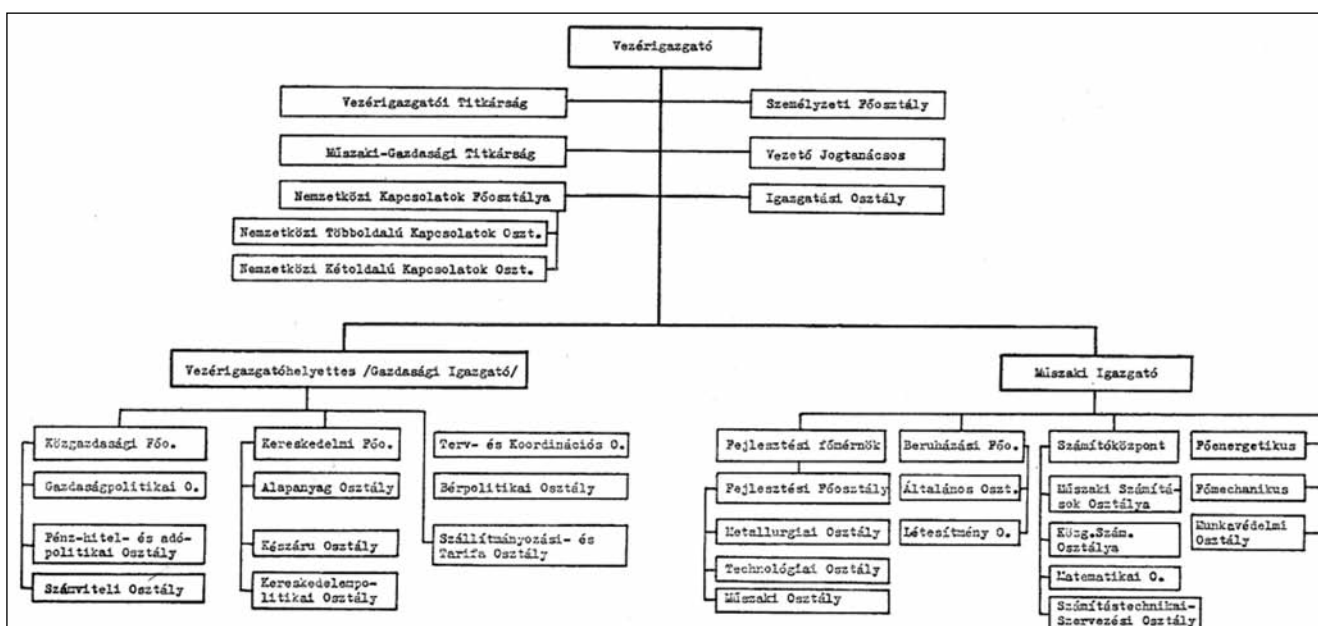 Vezérigazgató
Vezérigazgatói Titkárság
Személyzeti Főosztály
Műszaki-Gazdasági Titkárság
Vezető Jogtanácsos
Nemzetközi Kapcsolatok Főosztálya
Igazgatási Osztály
Nemzetközi Többoldalú Kapcsolatok Oszt.
Nemzetközi Kétoldalú Kapcsolatok Oszt.
Vezérigazgatóhelyettes /Gazdasági Igazgató/
Műszaki Igazgató
Közgazdasági Főo.
Gazdaságpolitikai O.
Pénz-hitel- és adó-
politikai Osztály
Számviteli Osztály
Kereskedelmi Főo.
Alapanyag Osztály
Készáru Osztály
Kereskedelempo-
litikai Osztály
Terv- és Koordinációs O.
Bérpolitikai Osztály
Szállítmányozási- és
Tarifa Osztály
Fejlesztési főmérnök
Fejlesztési Főosztály
Metallurgiai Osztály
Technológiai Osztály
Műszaki Osztály
Beruházási Főo.
Általános Oszt.
Létesítmény O.
Számítóközpont
Műszaki Számítá-
sok Osztálya
Közg.Szám.
Osztálya
Matematikai O.
Számítástechnikai-
Szervezési Osztály
Főenergetikus
Főmechanikus
Munkavédelmi
Osztály